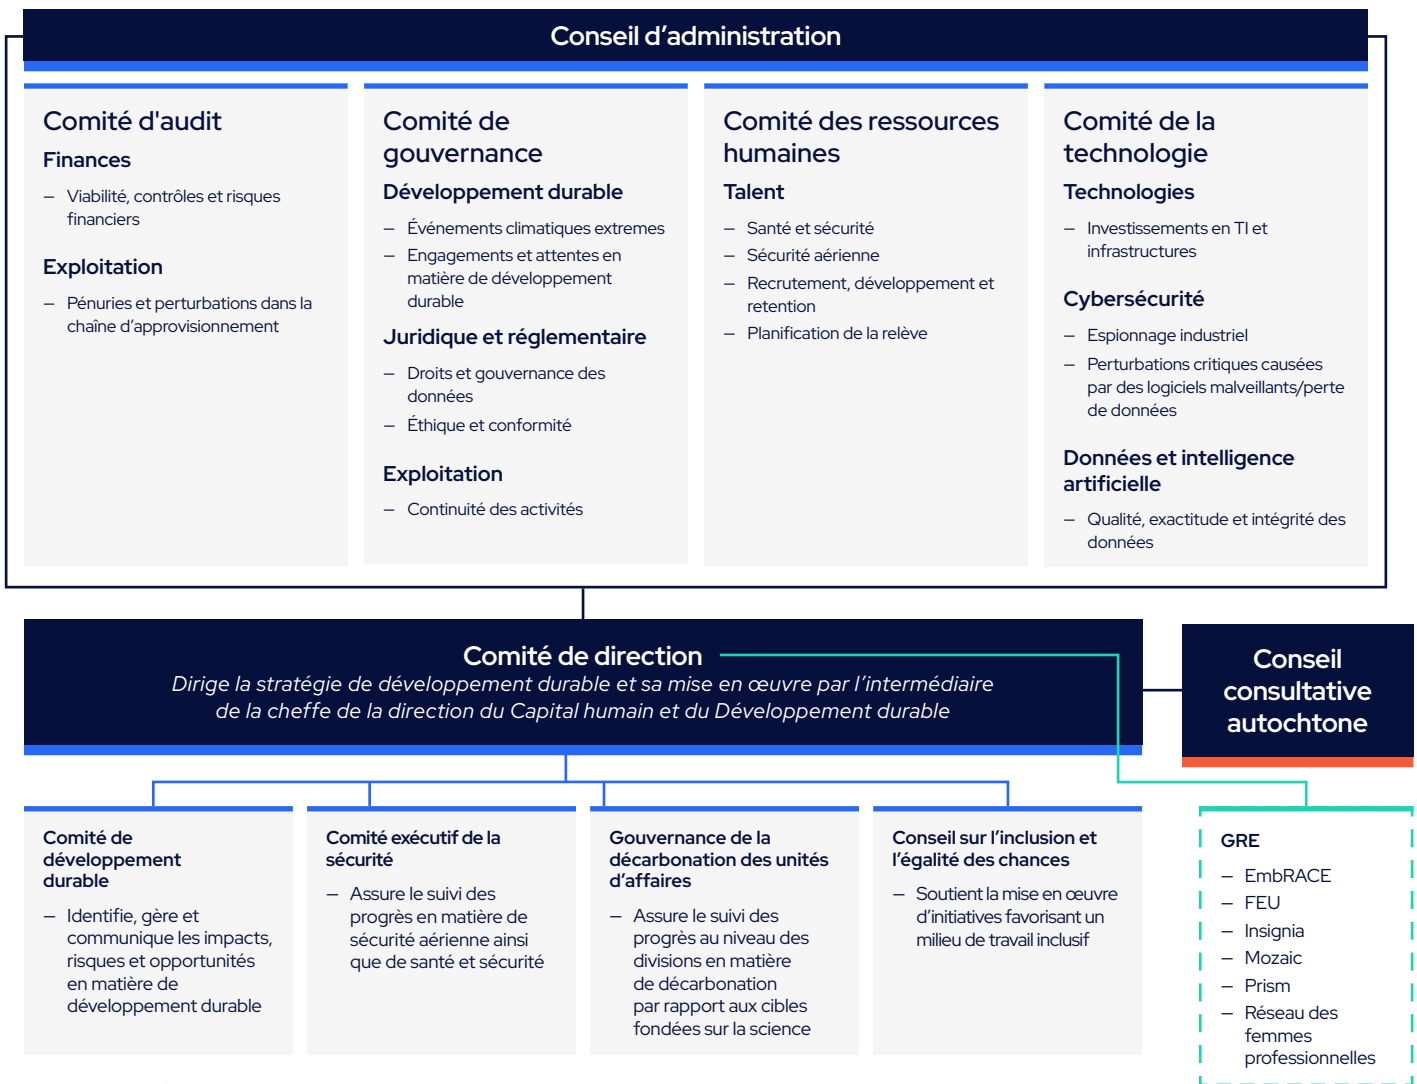 Conseil d’administration
Comité d'audit
Finances
– Viabilité, contrôles et risques
financiers
Exploitation
– Pénuries et perturbations dans la
chaîne d’approvisionnement
Comité de
gouvernance
Développement durable
– Événements climatiques extremes
– Engagements et attentes en
matière de développement
durable
Juridique et réglementaire
– Droits et gouvernance des
données
– Éthique et conformité
Exploitation
– Continuité des activités
Comité des ressources
humaines
Talent
– Santé et sécurité
– Sécurité aérienne
– Recrutement, développement et
retention
– Planification de la relève
Comité de la
technologie
Technologies
– Investissements en TI et
infrastructures
Cybersécurité
– Espionnage industriel
– Perturbations critiques causées
par des logiciels malveillants/perte
de données
Données et intelligence
artificielle
– Qualité, exactitude et intégrité des
données
Comité de direction
Dirige la stratégie de développement durable et sa mise en œuvre par l’intermédiaire
de la cheffe de la direction du Capital humain et du Développement durable
Conseil
consultative
autochtone
Comité de
développement
durable
– Identifie, gère et
communique les impacts,
risques et opportunités
en matière de
développement durable
Comité exécutif de la
sécurité
– Assure le suivi des
progrès en matière de
sécurité aérienne ainsi
que de santé et sécurité
Gouvernance de la
décarbonation des unités
d’affaires
– Assure le suivi des
progrès au niveau des
divisions en matière
de décarbonation
par rapport aux cibles
fondées sur la science
Conseil sur l’inclusion et
l’égalité des chances
– Soutient la mise en œuvre
d’initiatives favorisant un
milieu de travail inclusif
GRE
– EmbRACE
– FEU
– Insignia
– Mozaic
– Prism
– Réseau des
femmes
professionnelles